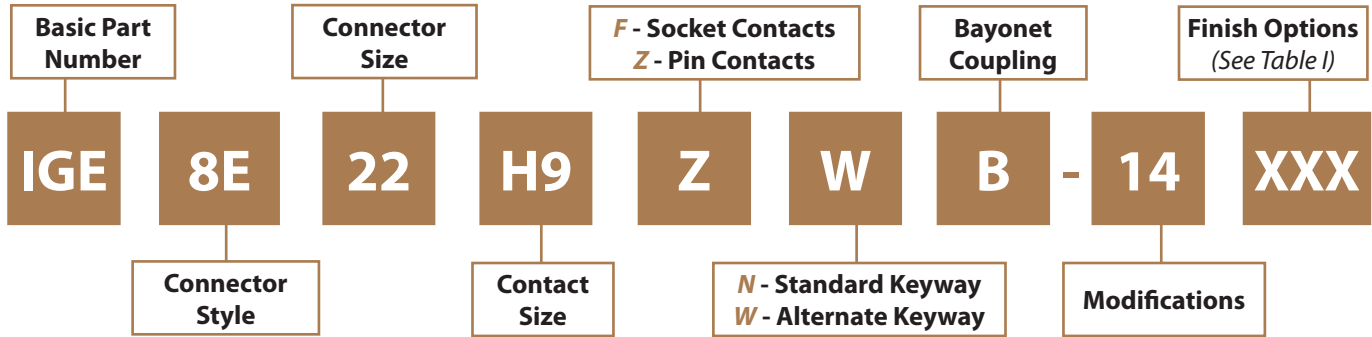 Basic Part
Number
Connector
Size
F - Socket Contacts
Z - Pin Contacts
Bayonet
Coupling
Finish Options
(See Table I)
IGE 8E 22 H9 Z W B - 14 XXX
Connector
Style
Contact
Size
N - Standard Keyway
W - Alternate Keyway
Modifications